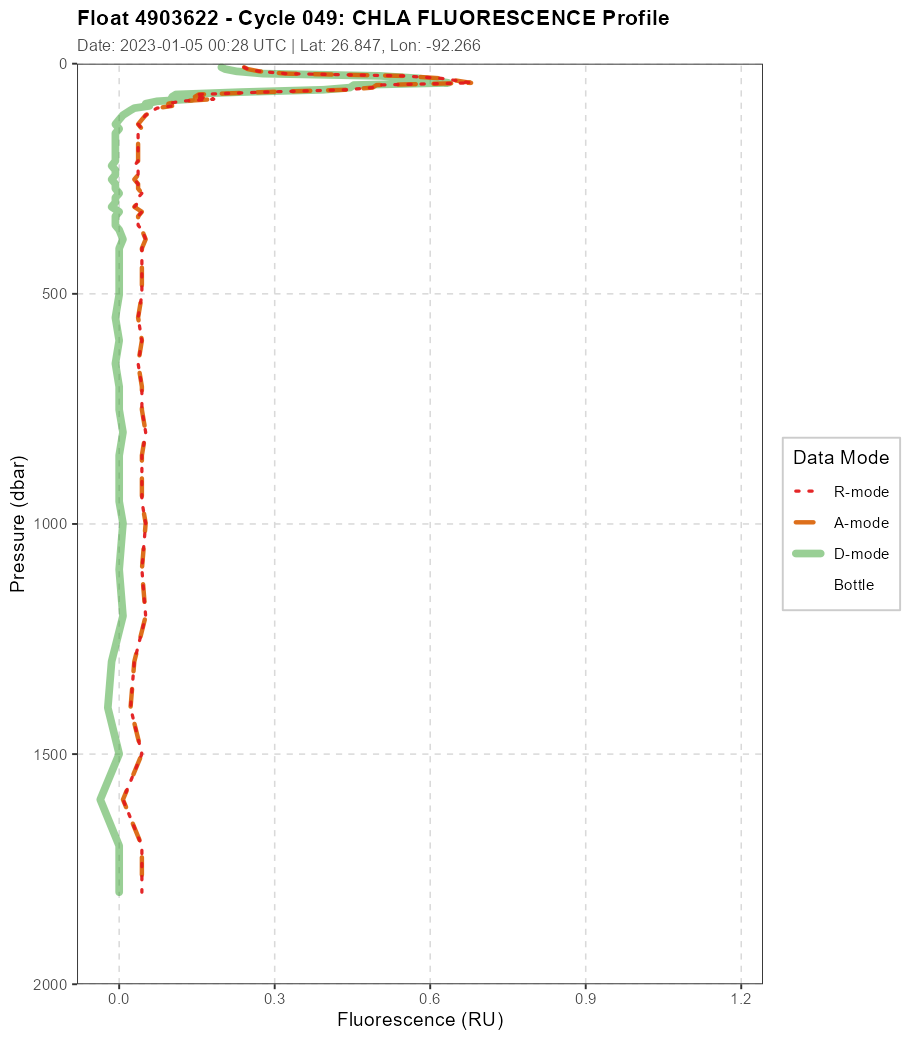 Float 4903622 - Cycle 049: CHLA FLUORESCENCE Profile
Date: 2023-01-05 00:28 UTC | Lat: 26.847, Lon: -92.266
0
500
1000
1500
2000
Pressure (dbar)
0.0 0.3 0.6 0.9 1.2
Fluorescence (RU)
Data Mode
R-mode
A-mode
D-mode
Bottle